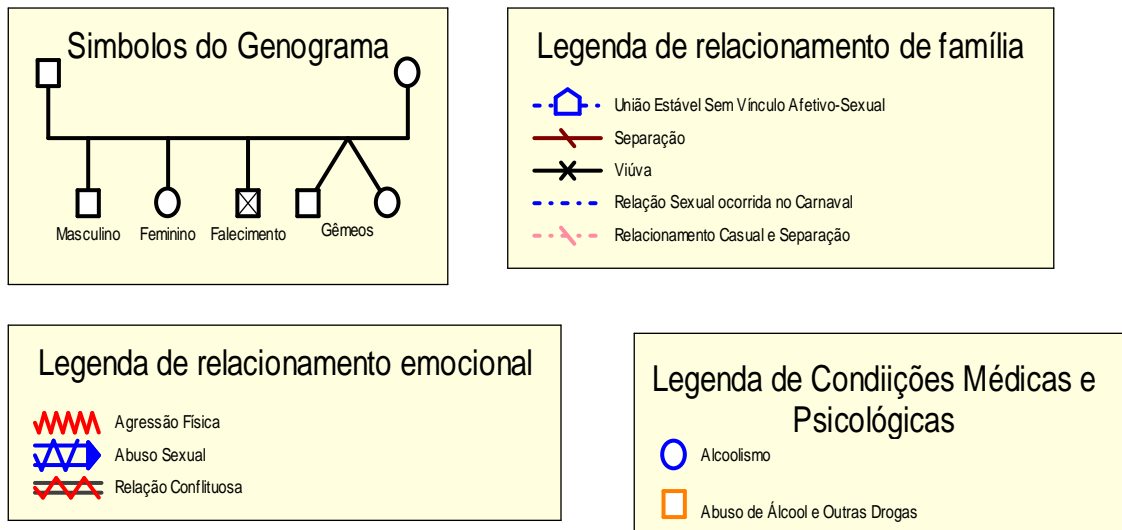 Simbolos do Genograma
Masculino
Feminino
Falecimento
Gêmeos
Legenda de relacionamento de família
União Estável Sem Vínculo Afetivo-Sexual
Separação
Viúva
Relação Sexual ocorrida no Carnaval
Relacionamento Casual e Separação
Legenda de relacionamento emocional
Agressão Física
Abuso Sexual
Relação Conflituosa
Legenda de Condiições Médicas e
Psicológicas
Alcoolismo
Abuso de Álcool e Outras Drogas